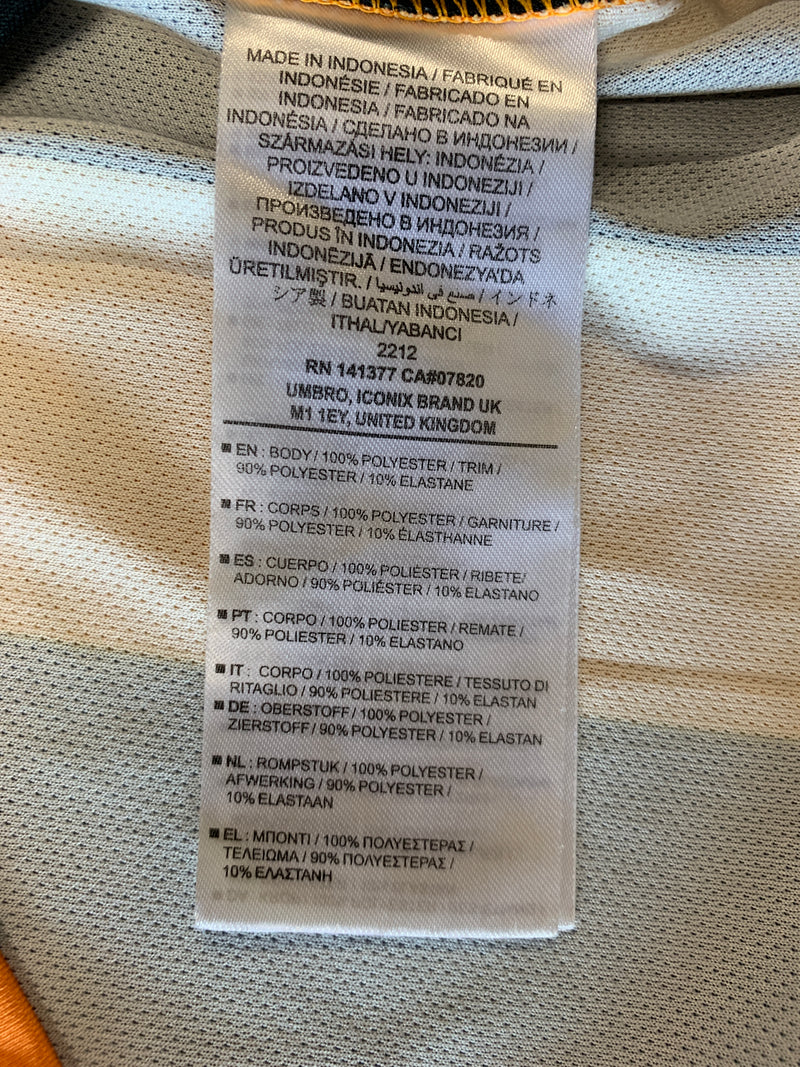 MADE IN INDONESIA / FABRIQUÉ EN
INDONÉSIE / FABRICADO EN
INDONESIA / FABRICADO NA
INDONÉSIA / СДЕЛАНО В ИНДОНЕЗИИ /
SZÁRMAZÁSI HELY: INDONÉZIA /
PROIZVEDENO U INDONEZIJI /
IZDELANO V INDONEZIJI /
ПРОИЗВЕДЕНО В ИНДОНЕЗИЯ /
PRODUS ÎN INDONEZIA / RAŽOTS
INDONĒZIJĀ / ENDONEZYA'DA
ÜRETILMIŞTIR. / صنع في اندونيسيا / インドネ
シア製 / BUATAN INDONESIA /
ITHAL/YABANCI
2212
RN 141377 CA#07820
UMBRO, ICONIX BRAND UK
M1 1EY, UNITED KINGDOM
EN : BODY / 100% POLYESTER / TRIM /
90% POLYESTER / 10% ELASTANE
FR : CORPS / 100% POLYESTER / GARNITURE /
90% POLYESTER / 10% ÉLASTHANNE
ES : CUERPO / 100% POLIÉSTER / RIBETE/
ADORNO / 90% POLIÉSTER / 10% ELASTANO
PT : CORPO / 100% POLIESTER / REMATE /
90% POLIESTER / 10% ELASTANO
IT : CORPO / 100% POLIESTERE / TESSUTO DI
RITAGLIO / 90% POLIESTERE / 10% ELASTAN
DE : OBERSTOFF / 100% POLYESTER /
ZIERSTOFF / 90% POLYESTER / 10% ELASTAN
NL : ROMPSTUK / 100% POLYESTER /
AFWERKING / 90% POLYESTER /
10% ELASTAAN
EL : ΜΠΟΝΤΙ / 100% ΠΟΛΥΕΣΤΕΡΑΣ /
ΤΕΛΕΙΩΜΑ / 90% ΠΟΛΥΕΣΤΕΡΑΣ /
10% ΕΛΑΣΤΑΝΗ